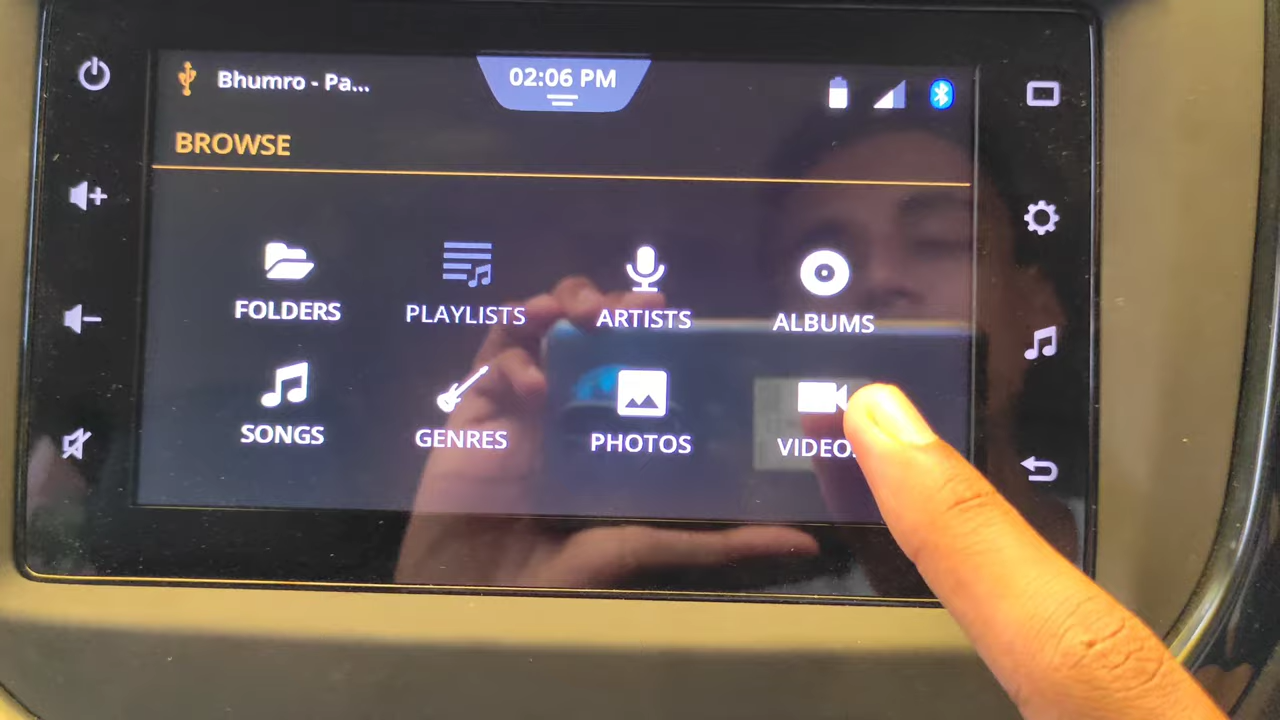 Bhumro - Pa...
02:06 PM
BROWSE
FOLDERS
PLAYLISTS
ARTISTS
ALBUMS
SONGS
GENRES
PHOTOS
VIDEO